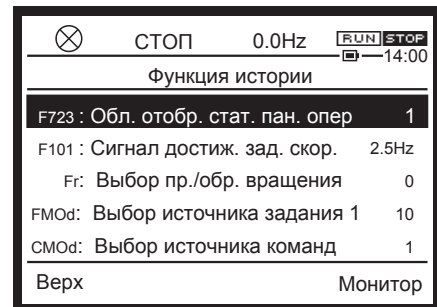 СТОП 0.0Hz RUN STOP
14:00
Функция истории
F723 : Обл. отобр. стат. пан. опер 1
F101 : Сигнал достиж. зад. скор. 2.5Hz
Fr: Выбор пр./обр. вращения 0
FMOd: Выбор источника задания 1 10
CMOd: Выбор источника команд 1
Верх Монитор